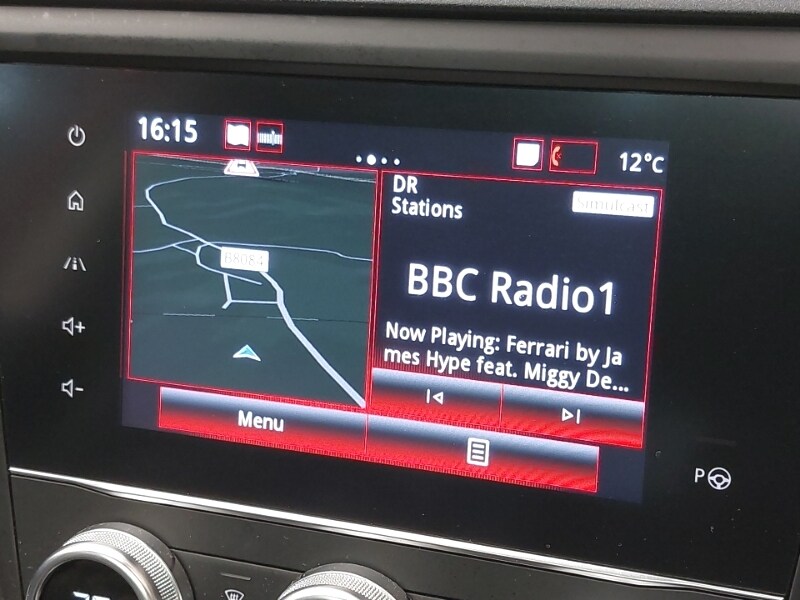 16:15
12°C
DR
Stations
Simulcast
B8084
BBC Radio1
Now Playing: Ferrari by Ja
mes Hype feat. Miggy De...
Menu
P